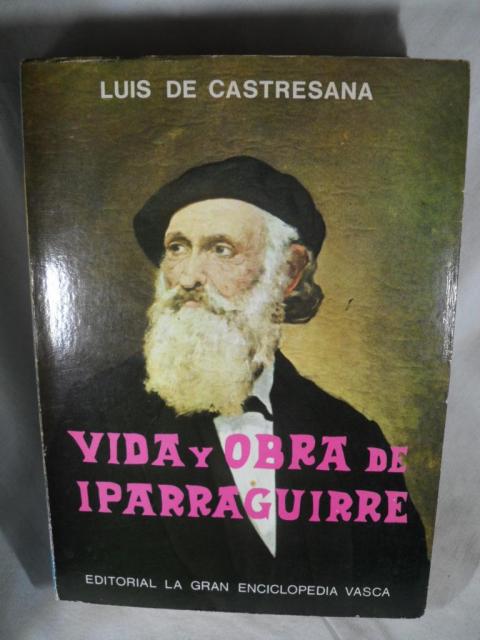 LUIS DE CASTRESANA
VIDA Y OBRA DE
IPARRAGUIRRE
EDITORIAL LA GRAN ENCICLOPEDIA VASCA